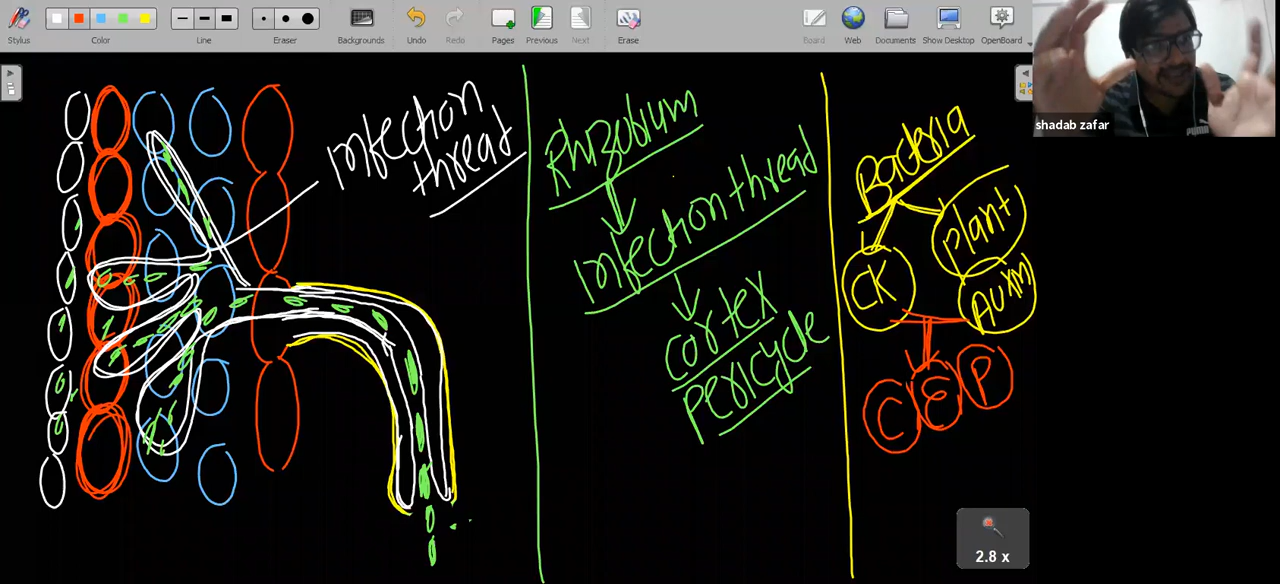 Stylus
Color
Line
Eraser
Backgrounds
Undo
Redo
Pages
Previous
Next
Erase
Board
Web
Documents
Show Desktop
OpenBoard
shadab zafar
PUMA
Infection
thread
Rhizobium
Infection thread
cortex
pericycle
Bacteria
CK
Plant
Auxin
C E P
2.8 x